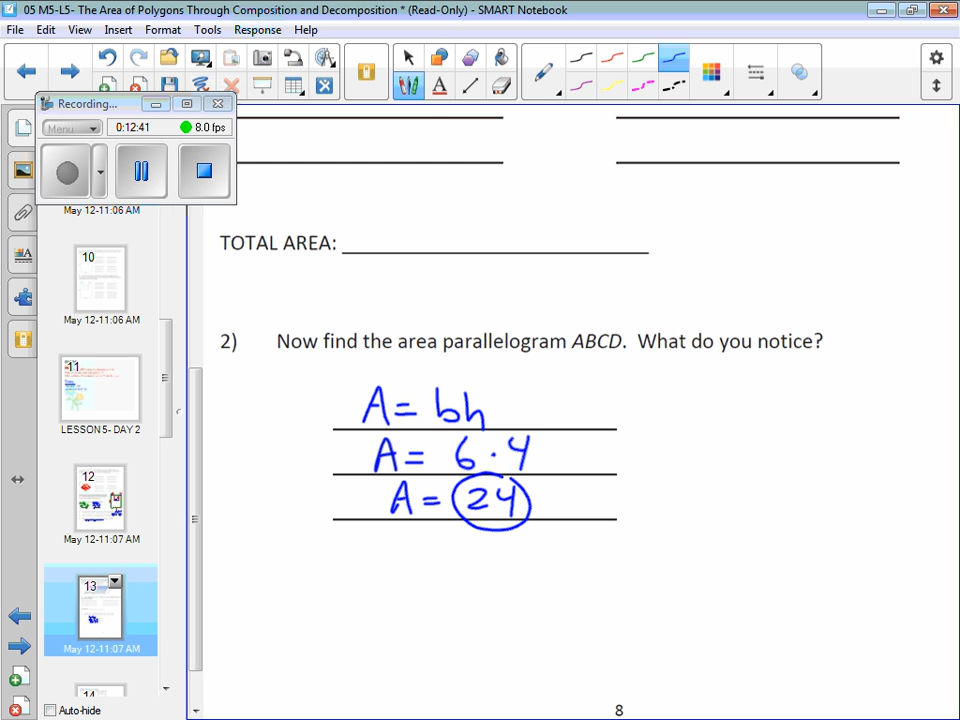 05 M5-L5- The Area of Polygons Through Composition and Decomposition * (Read-Only) - SMART Notebook
File Edit View Insert Format Tools Response Help
Recording...
Menu 0:12:41 8.0 fps
May 12-11:06 AM
10
May 12-11:06 AM
11
LESSON 5- DAY 2
12
May 12-11:07 AM
13
May 12-11:07 AM
14
Auto-hide
TOTAL AREA:
2) Now find the area parallelogram ABCD. What do you notice?
A = bh
A = 6 · 4
A = 24
8